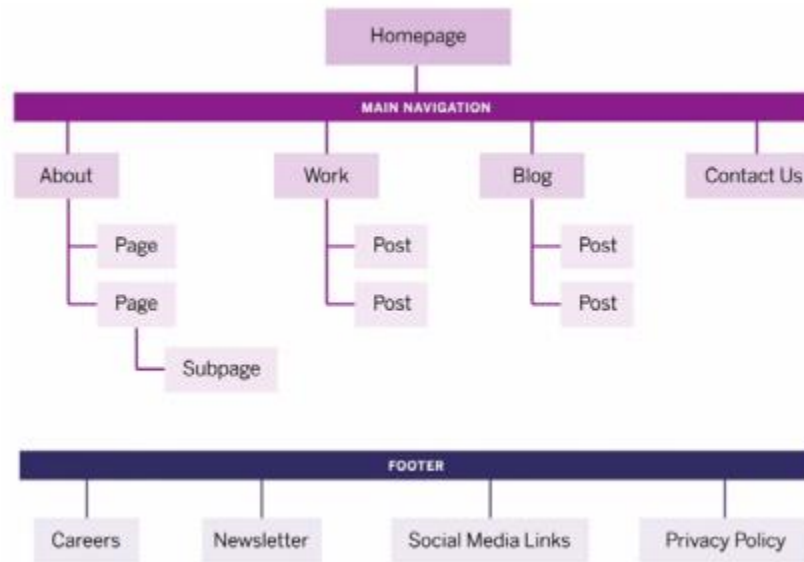 Homepage
MAIN NAVIGATION
About Work Blog Contact Us
Page Post Post
Page Post Post
Subpage
FOOTER
Careers Newsletter Social Media Links Privacy Policy